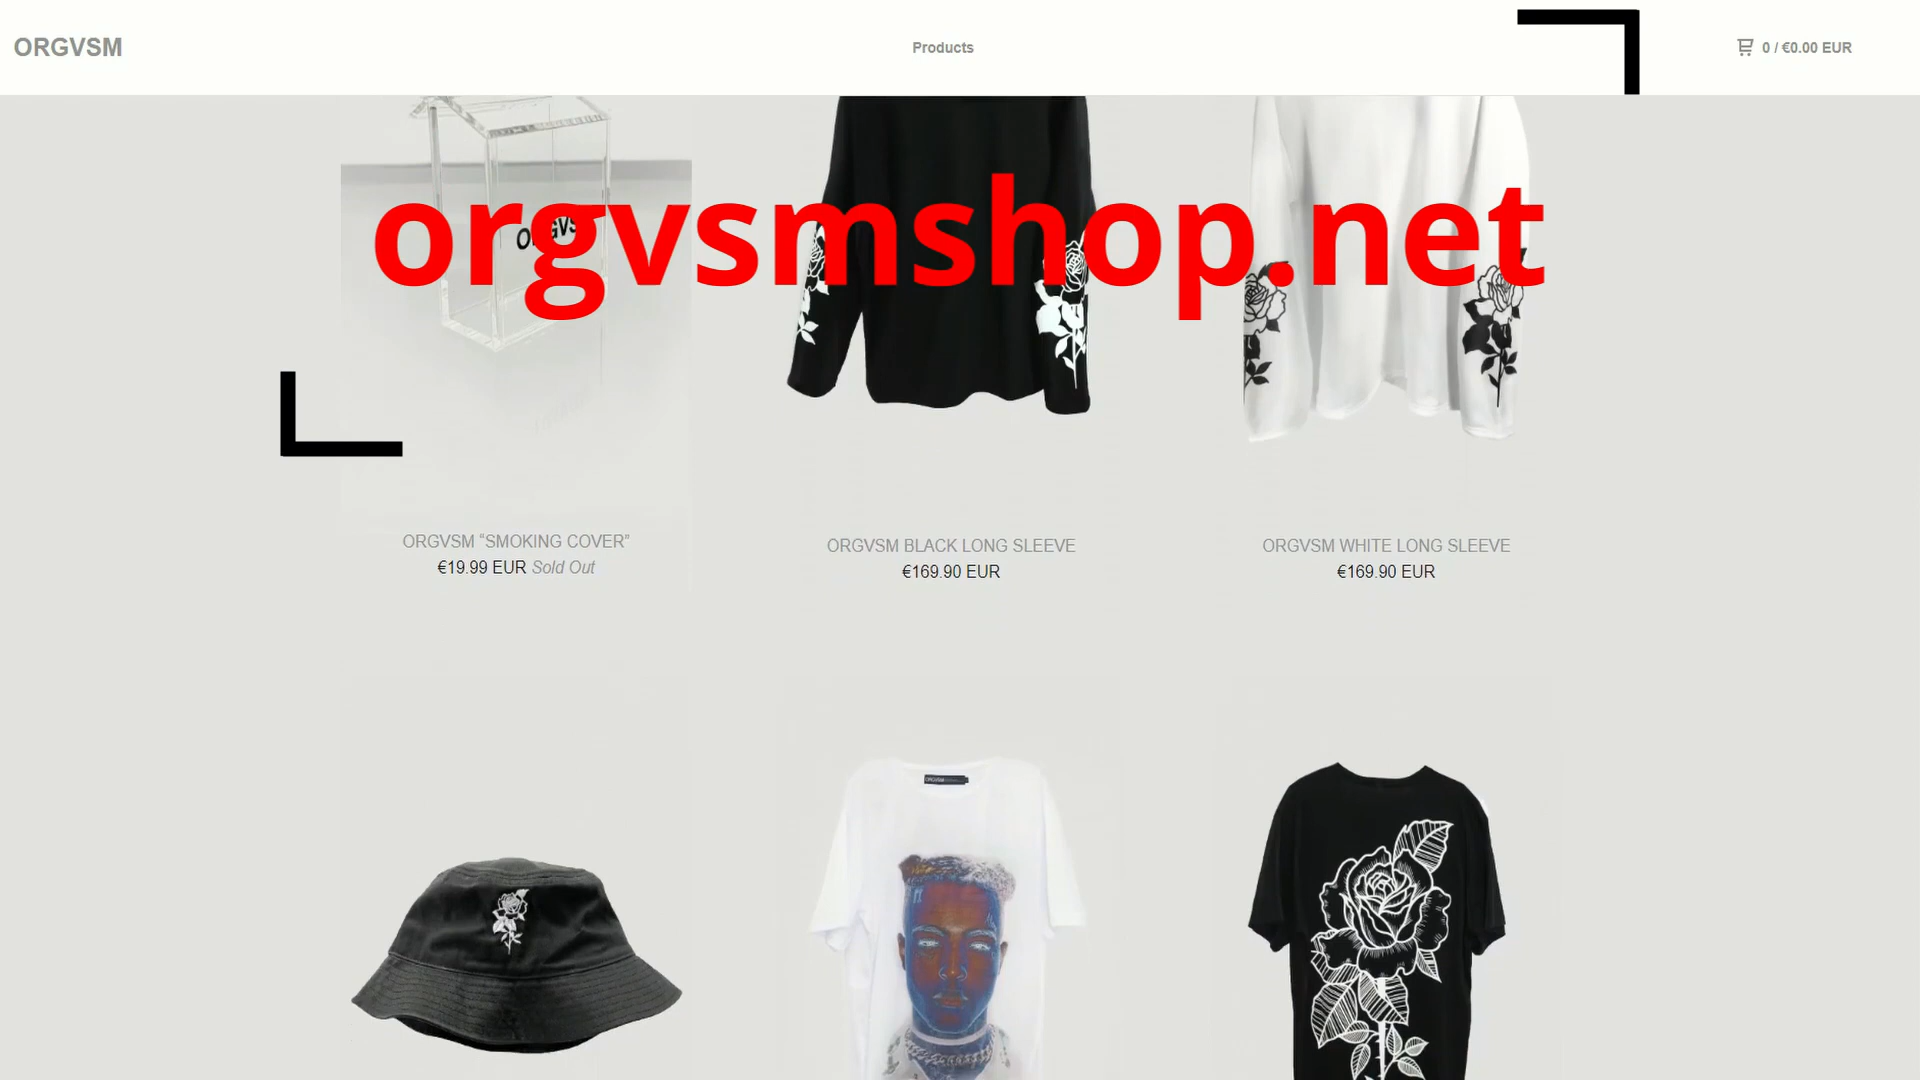 ORGVSM
Products
0 / €0.00 EUR
orgvsmshop.net
ORGVSM “SMOKING COVER”
€19.99 EUR Sold Out
ORGVSM BLACK LONG SLEEVE
€169.90 EUR
ORGVSM WHITE LONG SLEEVE
€169.90 EUR